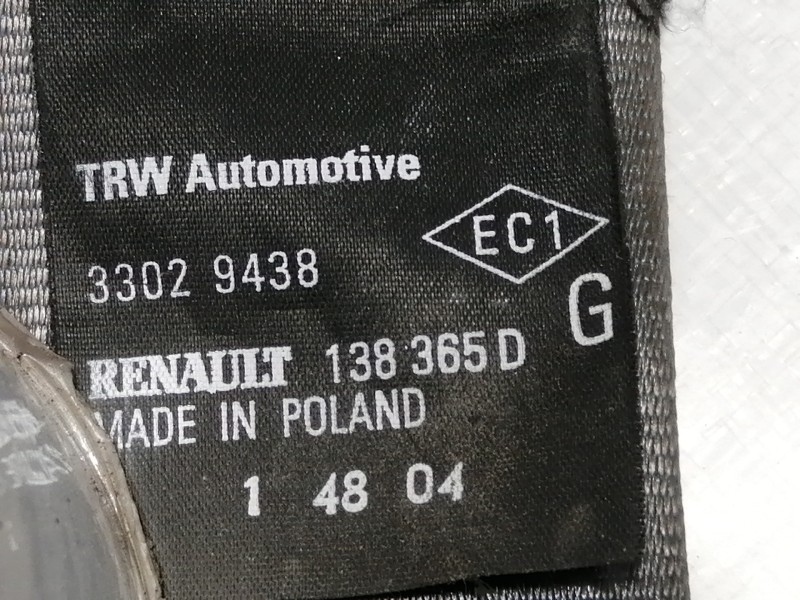 TRW Automotive
EC1
3302 9438
G
RENAULT 138 365 D
MADE IN POLAND
1 48 04